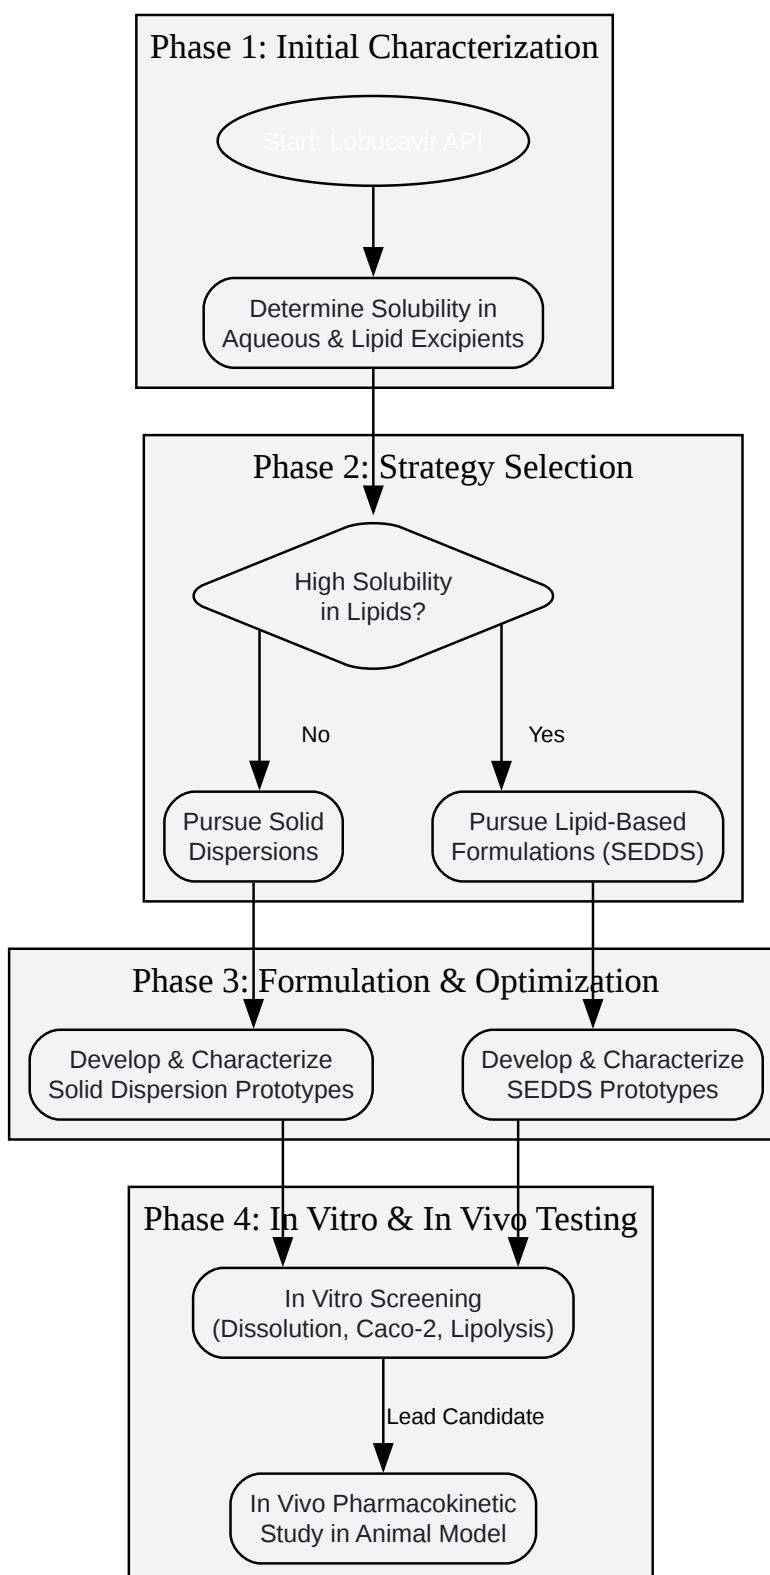 Phase 1: Initial Characterization
Start: Lobucavir API
Determine Solubility in
Aqueous & Lipid Excipients
Phase 2: Strategy Selection
High Solubility
in Lipids?
No
Yes
Pursue Solid
Dispersions
Pursue Lipid-Based
Formulations (SEDDS)
Phase 3: Formulation & Optimization
Develop & Characterize
Solid Dispersion Prototypes
Develop & Characterize
SEDDS Prototypes
Phase 4: In Vitro & In Vivo Testing
In Vitro Screening
(Dissolution, Caco-2, Lipolysis)
Lead Candidate
In Vivo Pharmacokinetic
Study in Animal Model